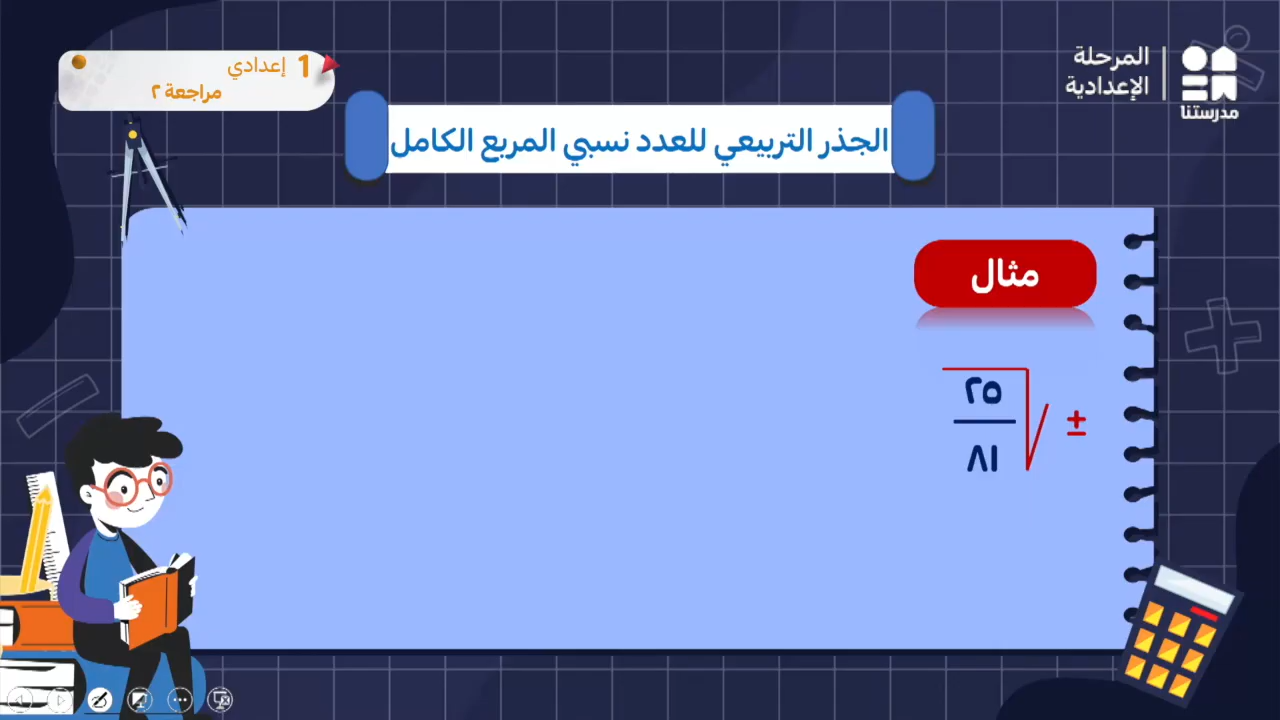 المرحلة
الإعدادية
مدرستنا
1 إعدادي
مراجعة ٢
الجذر التربيعي للعدد نسبي المربع الكامل
مثال
± √
٢٥
٨١